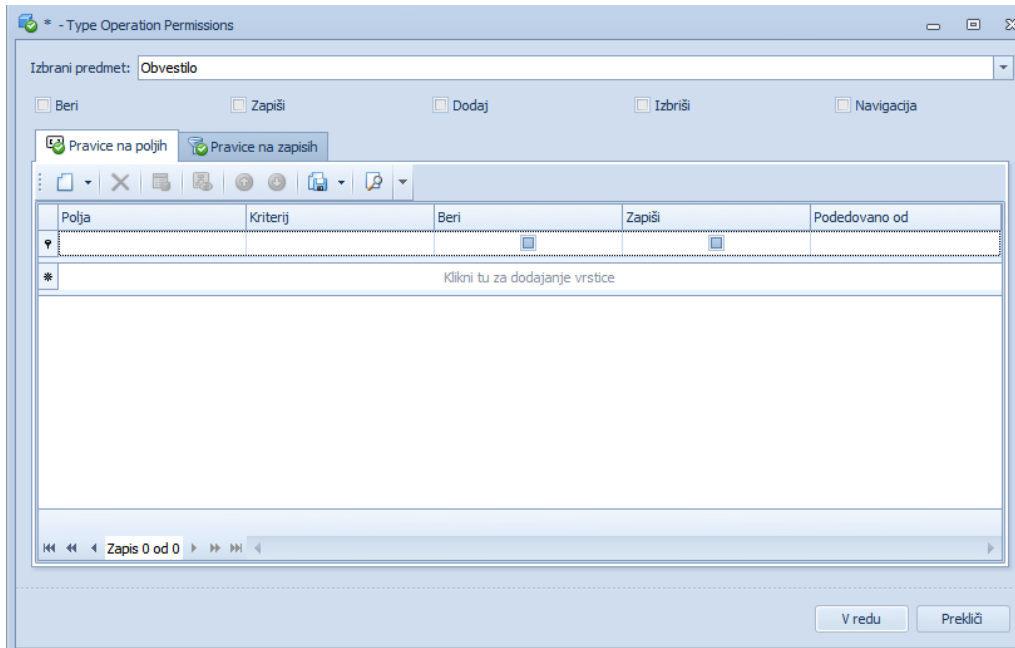 * - Type Operation Permissions
Izbrani predmet: Obvestilo
Beri Zapiši Dodaj Izbriši Navigacija
Pravice na poljih Pravice na zapisih
Polja Kriterij Beri Zapiši Podedovano od
Klikni tu za dodajanje vrstice
Zapis 0 od 0
V redu Prekliči